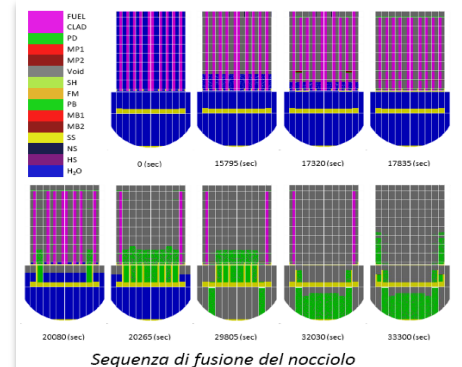 FUEL
CLAD
PD
MP1
MP2
Void
SH
FM
PB
MB1
MB2
SS
NS
HS
H₂O
0 (sec)
15795 (sec)
17320 (sec)
17835 (sec)
20080 (sec)
20265 (sec)
29805 (sec)
32030 (sec)
33300 (sec)
Sequenza di fusione del nocciolo